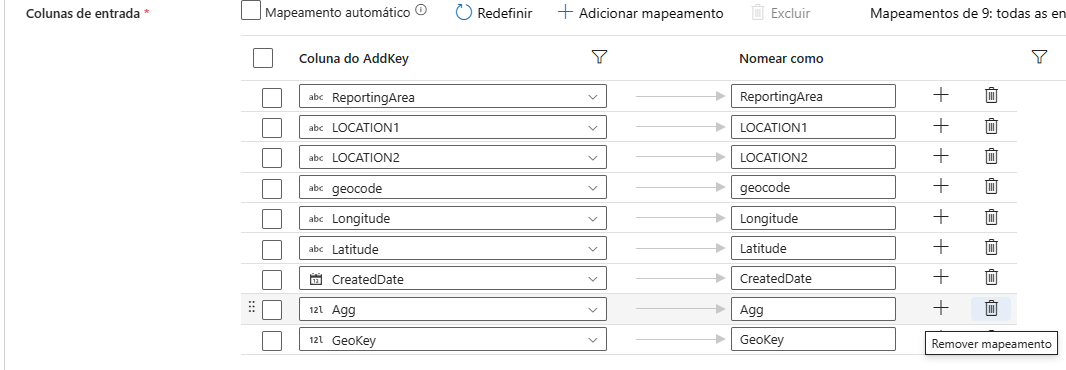 Colunas de entrada *
Mapeamento automático
Redefinir
Adicionar mapeamento
Excluir
Mapeamentos de 9: todas as en
Coluna do AddKey
Nomear como
abc ReportingArea ReportingArea
abc LOCATION1 LOCATION1
abc LOCATION2 LOCATION2
abc geocode geocode
abc Longitude Longitude
abc Latitude Latitude
12 CreatedDate CreatedDate
12l Agg Agg
12l GeoKey GeoKey
Remover mapeamento